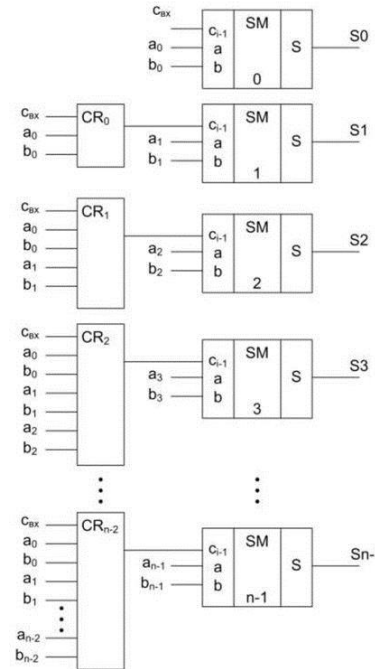 cвх
ci-1 SM S S0
a0 a
b0 b
0
cвх CR0
a0 ci-1 SM S S1
b0 a1 a
b1 b
1
cвх CR1
a0
b0 ci-1 SM S S2
a1 a2 a
b1 b2 b
2
cвх CR2
a0
b0 ci-1 SM S S3
a1 a3 a
b1 b3 b
a2 3
b2
cвх CRn-2
a0
b0 ci-1 SM S Sn-
a1 an-1 a
b1 bn-1 b
n-1
an-2
bn-2